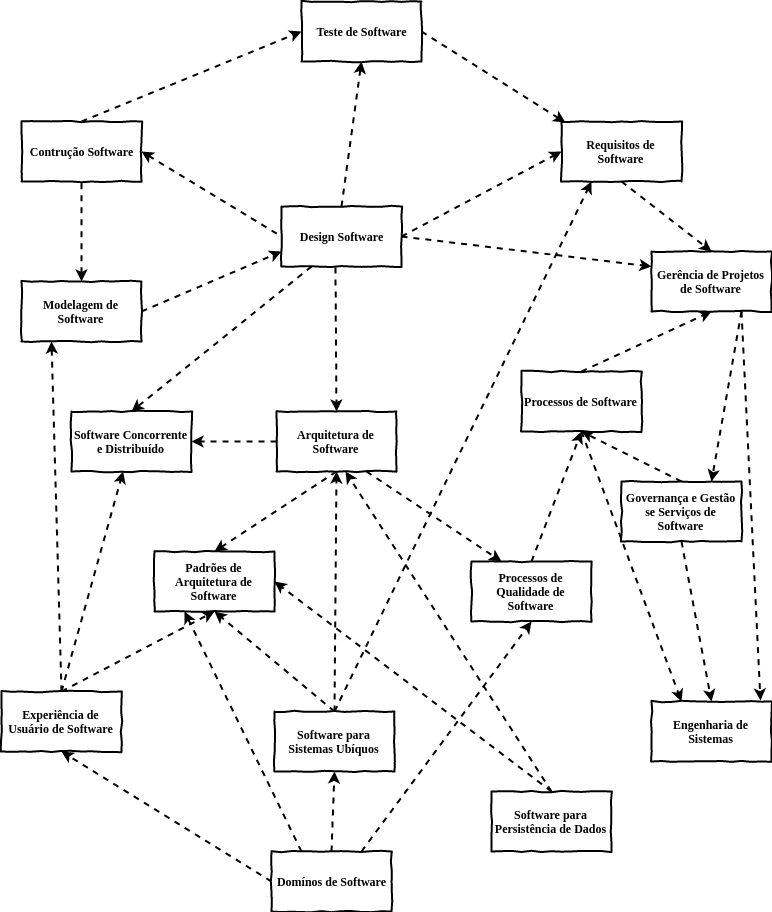 Teste de Software
Contrução Software
Requisitos de
Software
Design Software
Gerência de Projetos
de Software
Modelagem de
Software
Processos de Software
Software Concorrente
e Distribuído
Arquitetura de
Software
Governança e Gestão
se Serviços de
Software
Padrões de
Arquitetura de
Software
Processos de
Qualidade de
Software
Experiência de
Usuário de Software
Software para
Sistemas Ubíquos
Engenharia de
Sistemas
Software para
Persistência de Dados
Domínos de Software